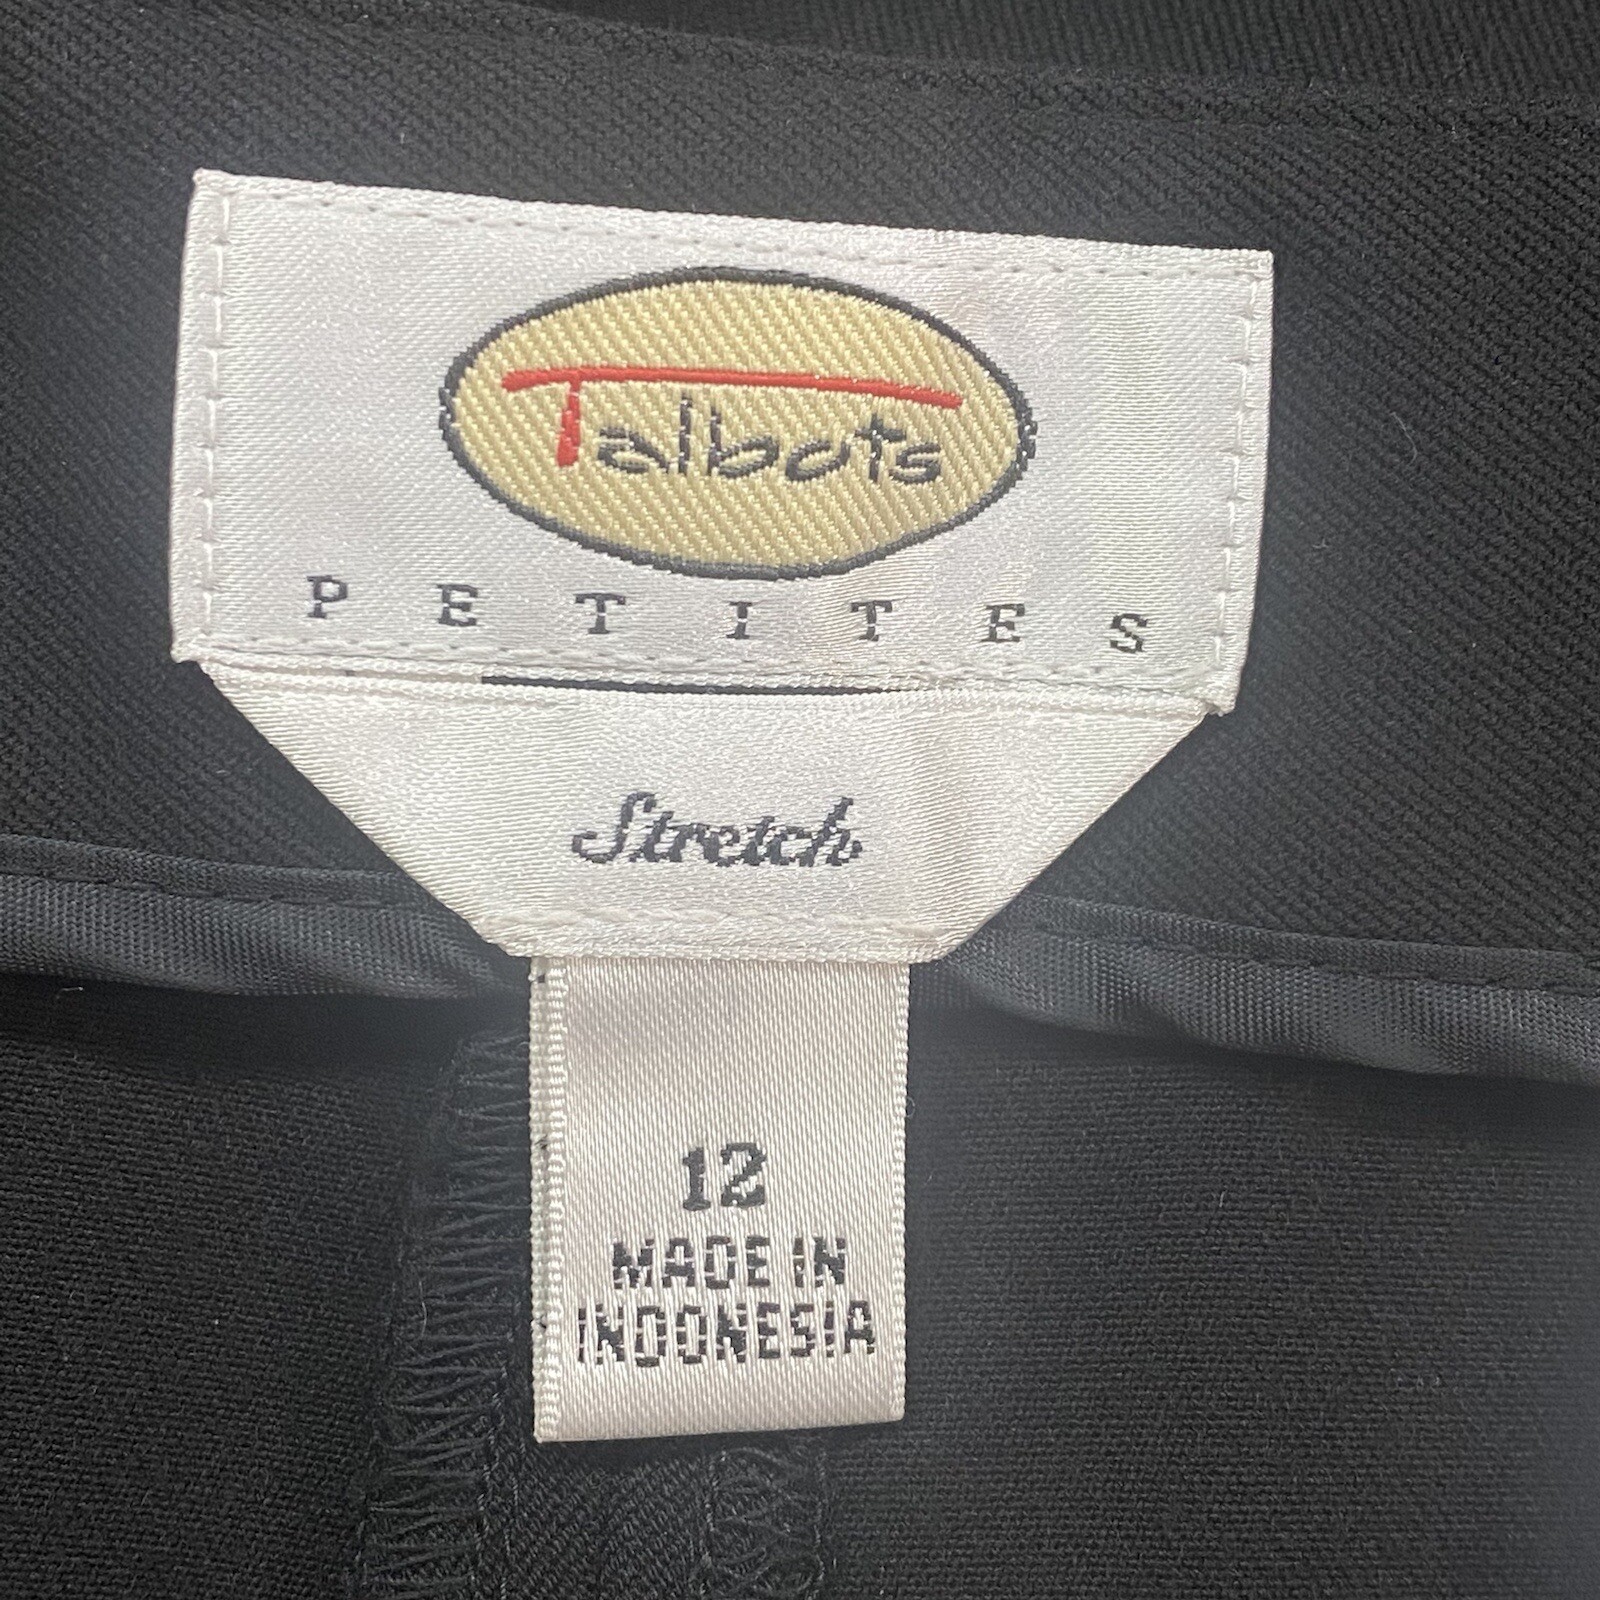 Talbots
PETITES
Stretch
12
MADE IN
INDONESIA